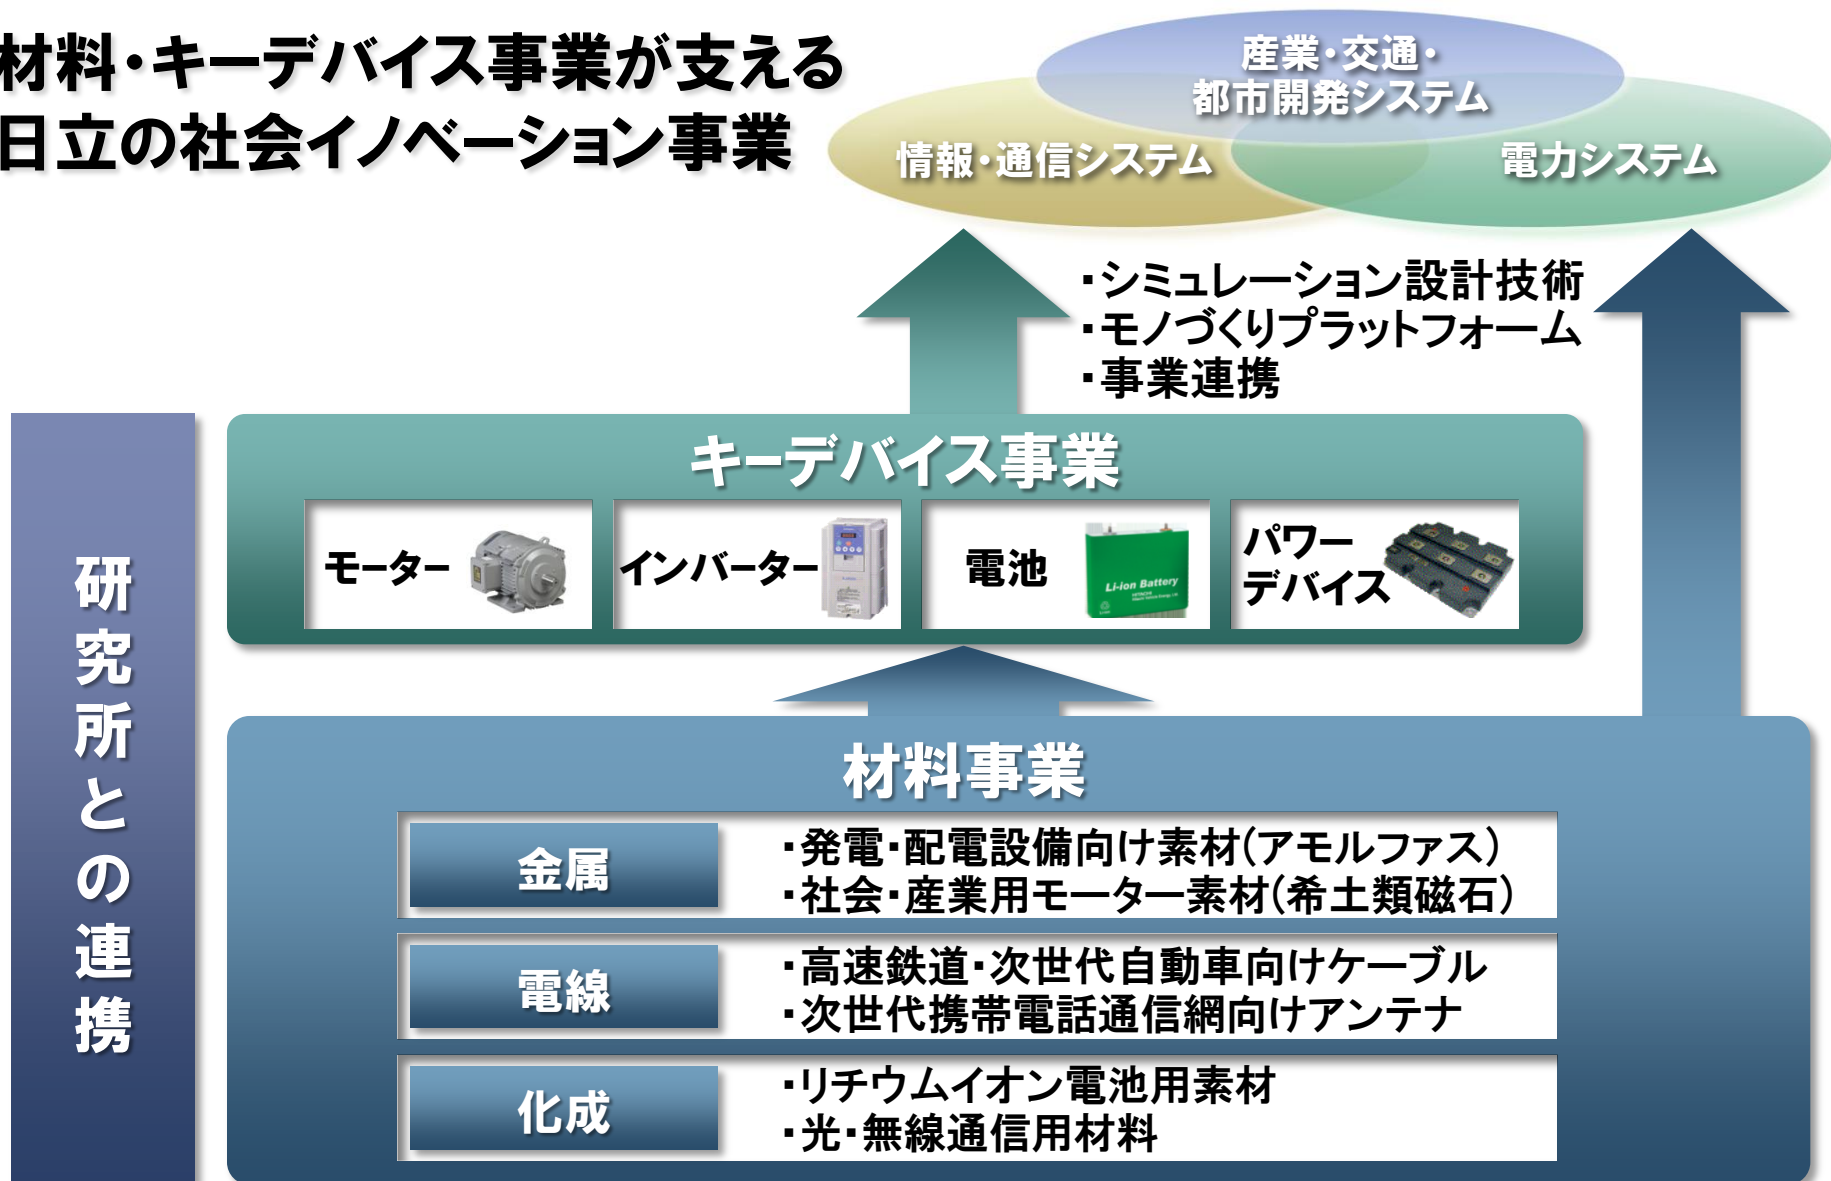 材料・キーデバイス事業が支える
日立の社会イノベーション事業
産業・交通・
都市開発システム
情報・通信システム
電力システム
・シミュレーション設計技術
・モノづくりプラットフォーム
・事業連携
研究所との連携
キーデバイス事業
モーター
インバーター
電池
Li-ion Battery
パワー
デバイス
材料事業
金属
・発電・配電設備向け素材(アモルファス)
・社会・産業用モーター素材(希土類磁石)
電線
・高速鉄道・次世代自動車向けケーブル
・次世代携帯電話通信網向けアンテナ
化成
・リチウムイオン電池用素材
・光・無線通信用材料